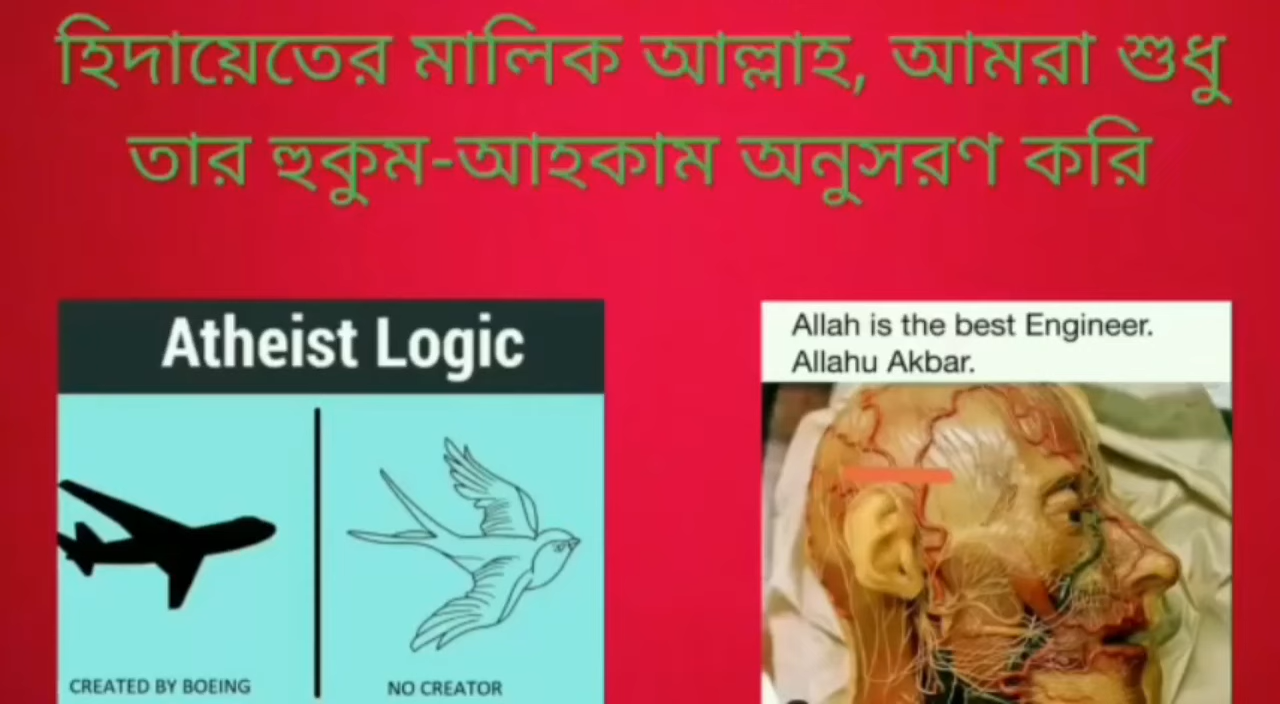 হিদায়েতের মালিক আল্লাহ, আমরা শুধু
তার হুকুম-আহকাম অনুসরণ করি
Atheist Logic
CREATED BY BOEING
NO CREATOR
Allah is the best Engineer.
Allahu Akbar.